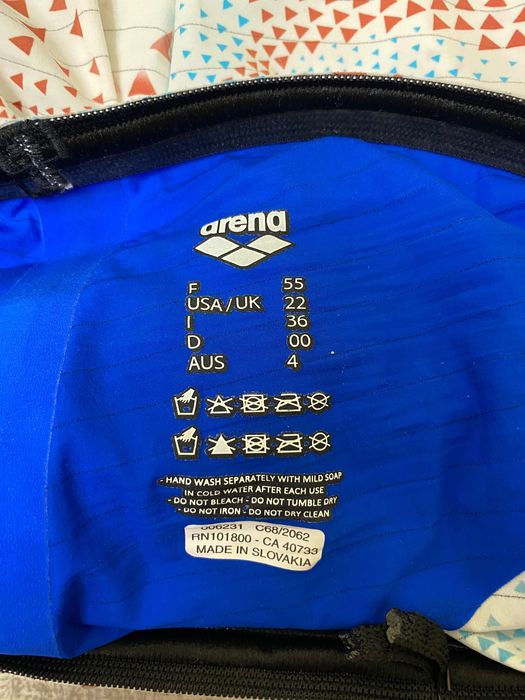 arena
F 55
USA/UK 22
I 36
D 00
AUS 4
- HAND WASH SEPARATELY WITH MILD SOAP
IN COLD WATER AFTER EACH USE
- DO NOT BLEACH - DO NOT TUMBLE DRY
- DO NOT IRON - DO NOT DRY CLEAN
006231 C68/2062
RN101800 - CA 40733
MADE IN SLOVAKIA